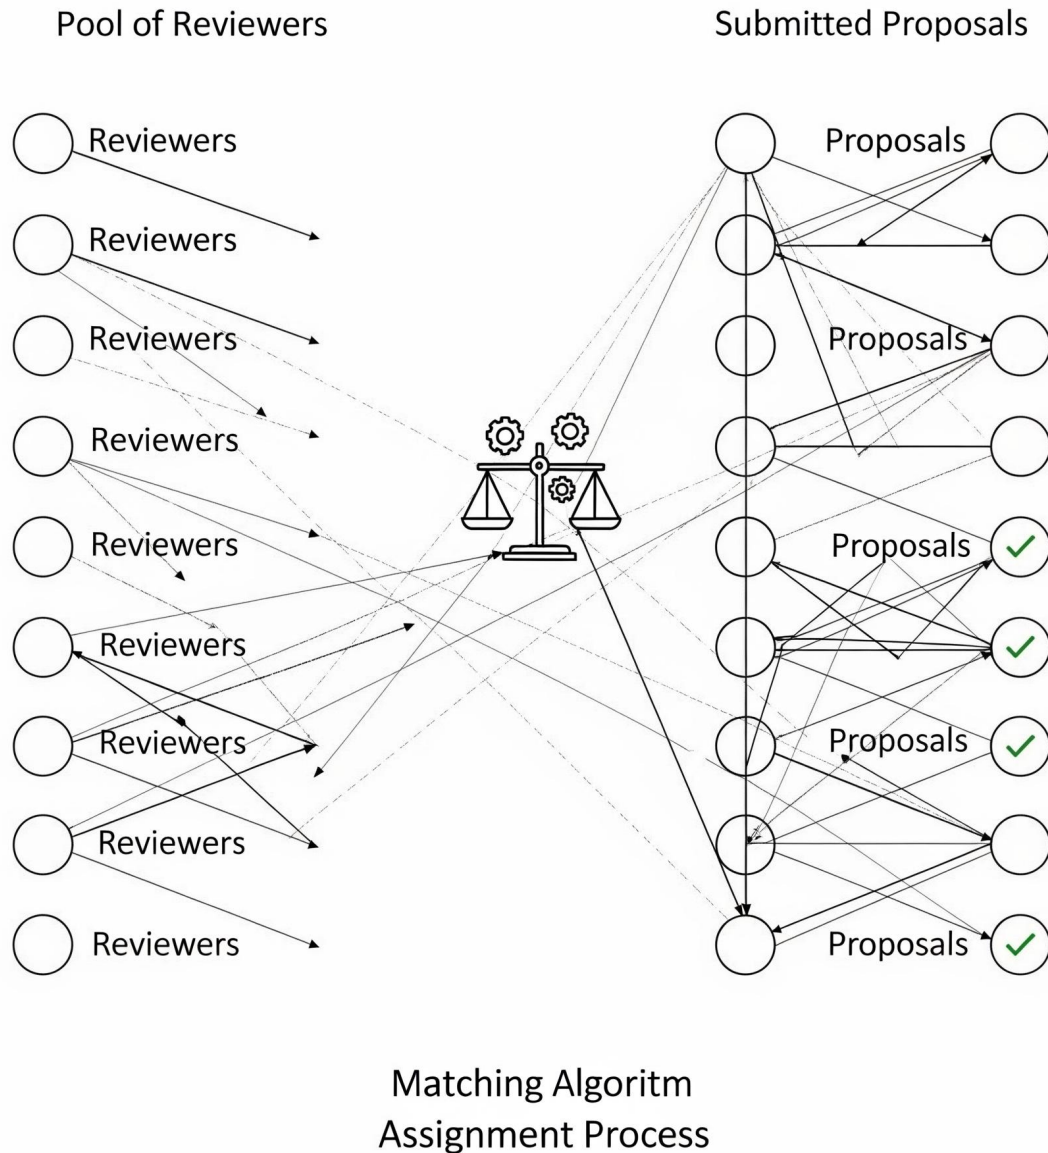 Pool of Reviewers
Submitted Proposals
Reviewers
Proposals
Reviewers
Reviewers
Proposals
Reviewers
Reviewers
Proposals
Reviewers
Reviewers
Proposals
Reviewers
Reviewers
Proposals
Matching Algoritm
Assignment Process